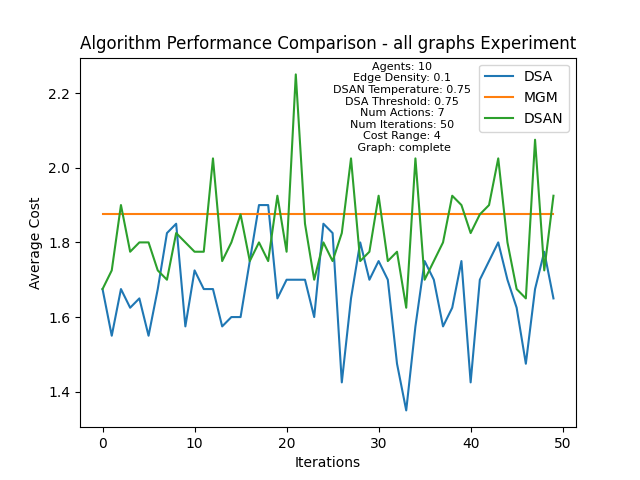 Algorithm Performance Comparison - all graphs Experiment
Agents: 10
Edge Density: 0.1
DSAN Temperature: 0.75
DSA Threshold: 0.75
Num Actions: 7
Num Iterations: 50
Cost Range: 4
Graph: complete
DSA
MGM
DSAN
Average Cost
2.2
2.0
1.8
1.6
1.4
0
10
20
30
40
50
Iterations